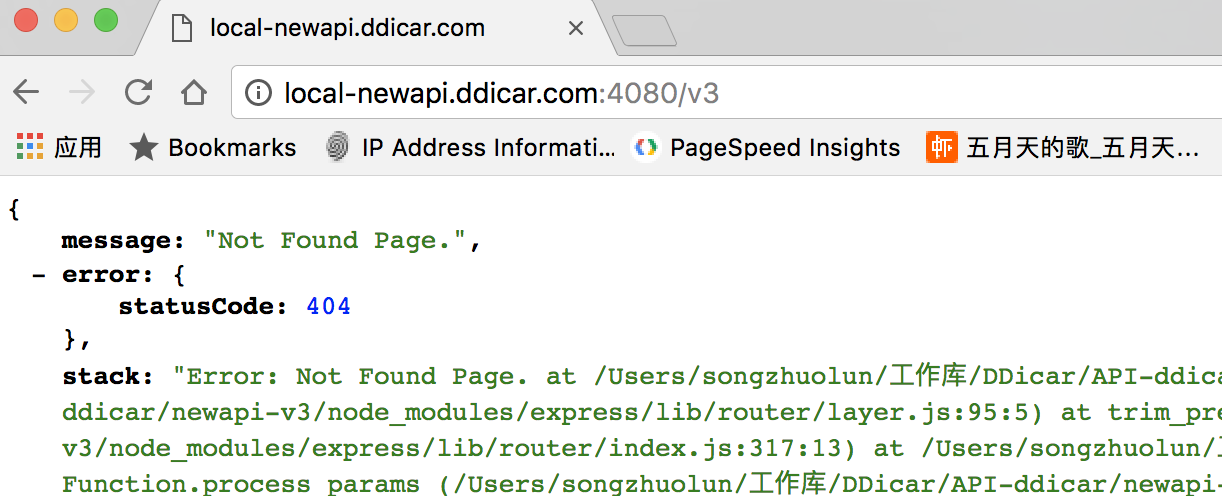 local-newapi.ddicar.com
local-newapi.ddicar.com:4080/v3
应用 Bookmarks IP Address Informati... PageSpeed Insights 虾 五月天的歌_五月天...
{
message: "Not Found Page.",
- error: {
statusCode: 404
},
stack: "Error: Not Found Page. at /Users/songzhuolun/工作库/DDicar/API-ddica
ddicar/newapi-v3/node_modules/express/lib/router/layer.js:95:5) at trim_pre
v3/node_modules/express/lib/router/index.js:317:13) at /Users/songzhuolun/
Function.process_params (/Users/songzhuolun/工作库/DDicar/API-ddicar/newapi-